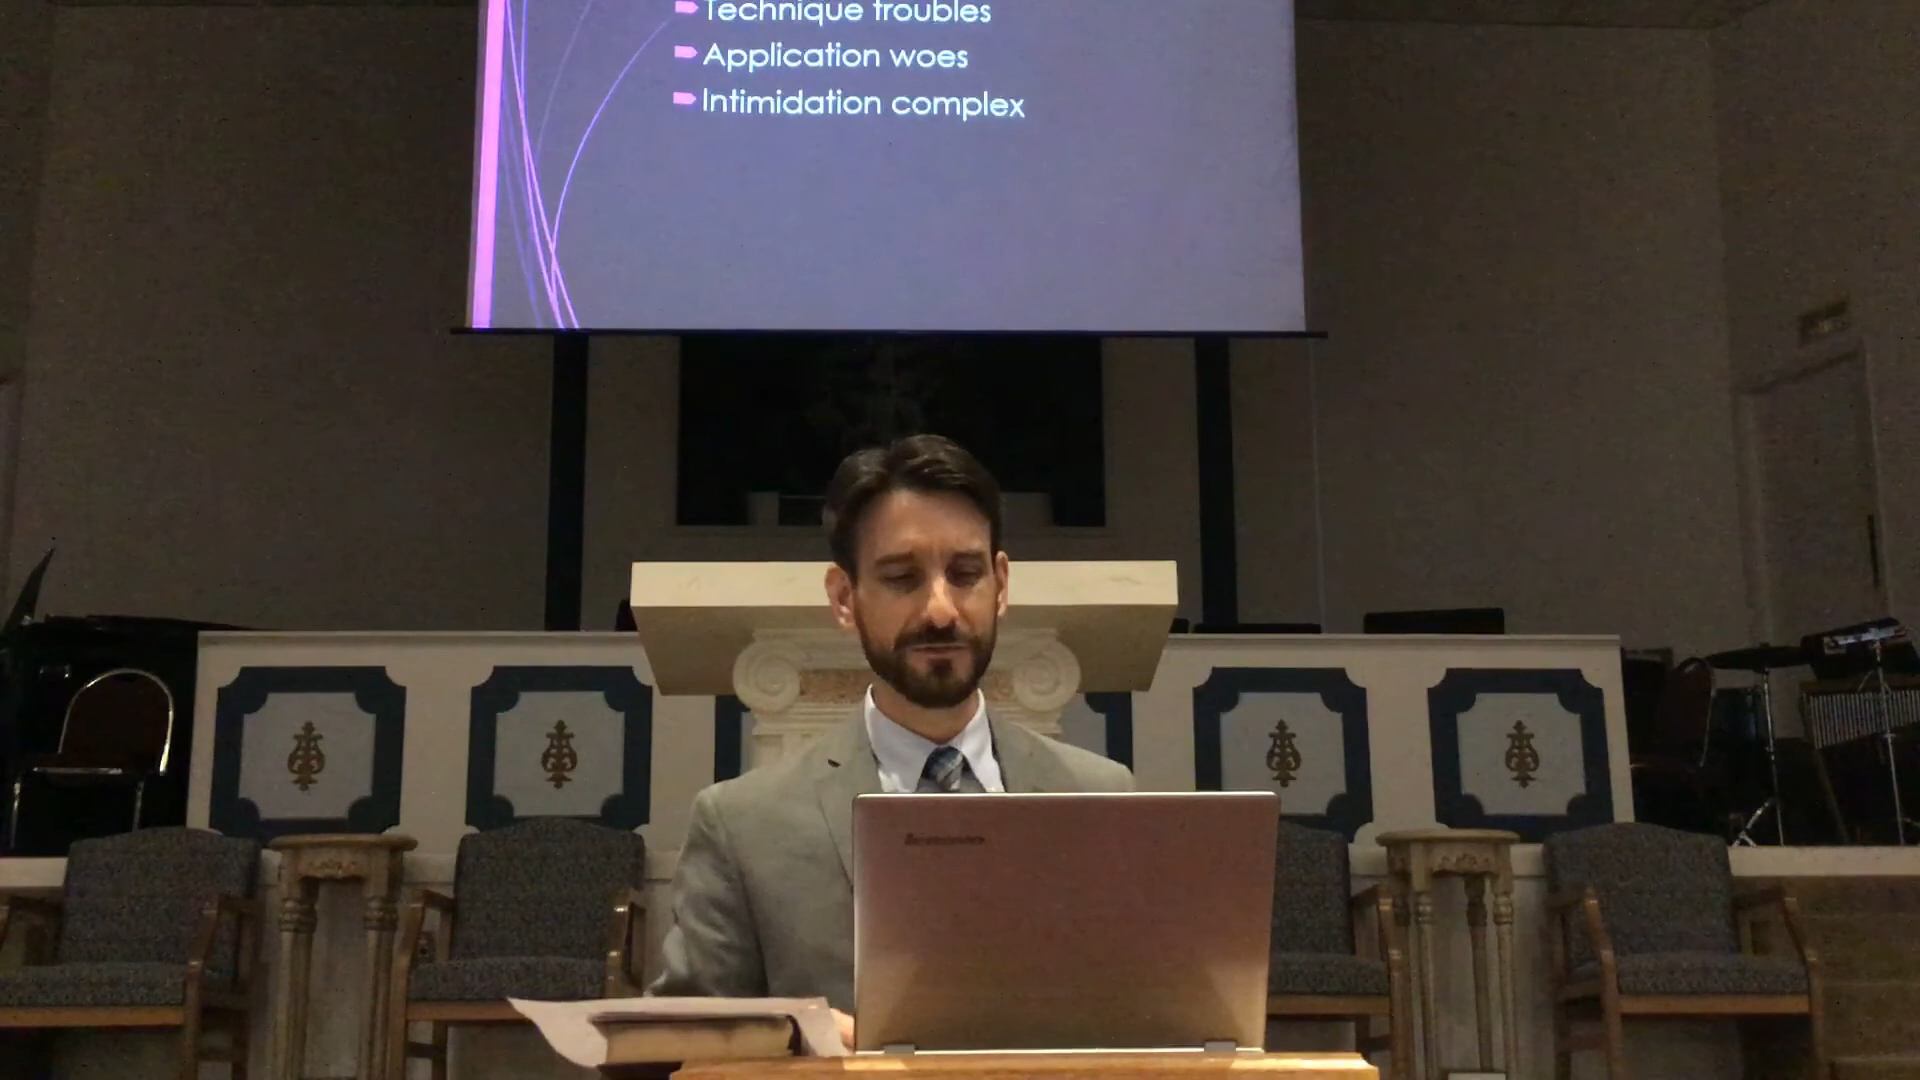 Technique troubles
Application woes
Intimidation complex